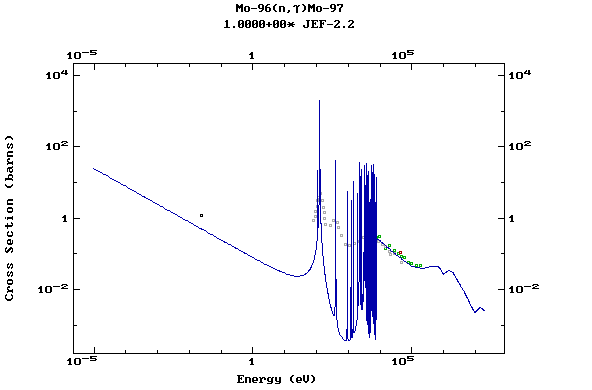 Mo-96(n,γ)Mo-97
1.0000+00* JEF-2.2
10⁻⁵ 1 10⁵
10⁴ 10⁴
10² 10²
1 1
10⁻² 10⁻²
10⁻⁵ 1 10⁵
Cross Section (barns)
Energy (eV)